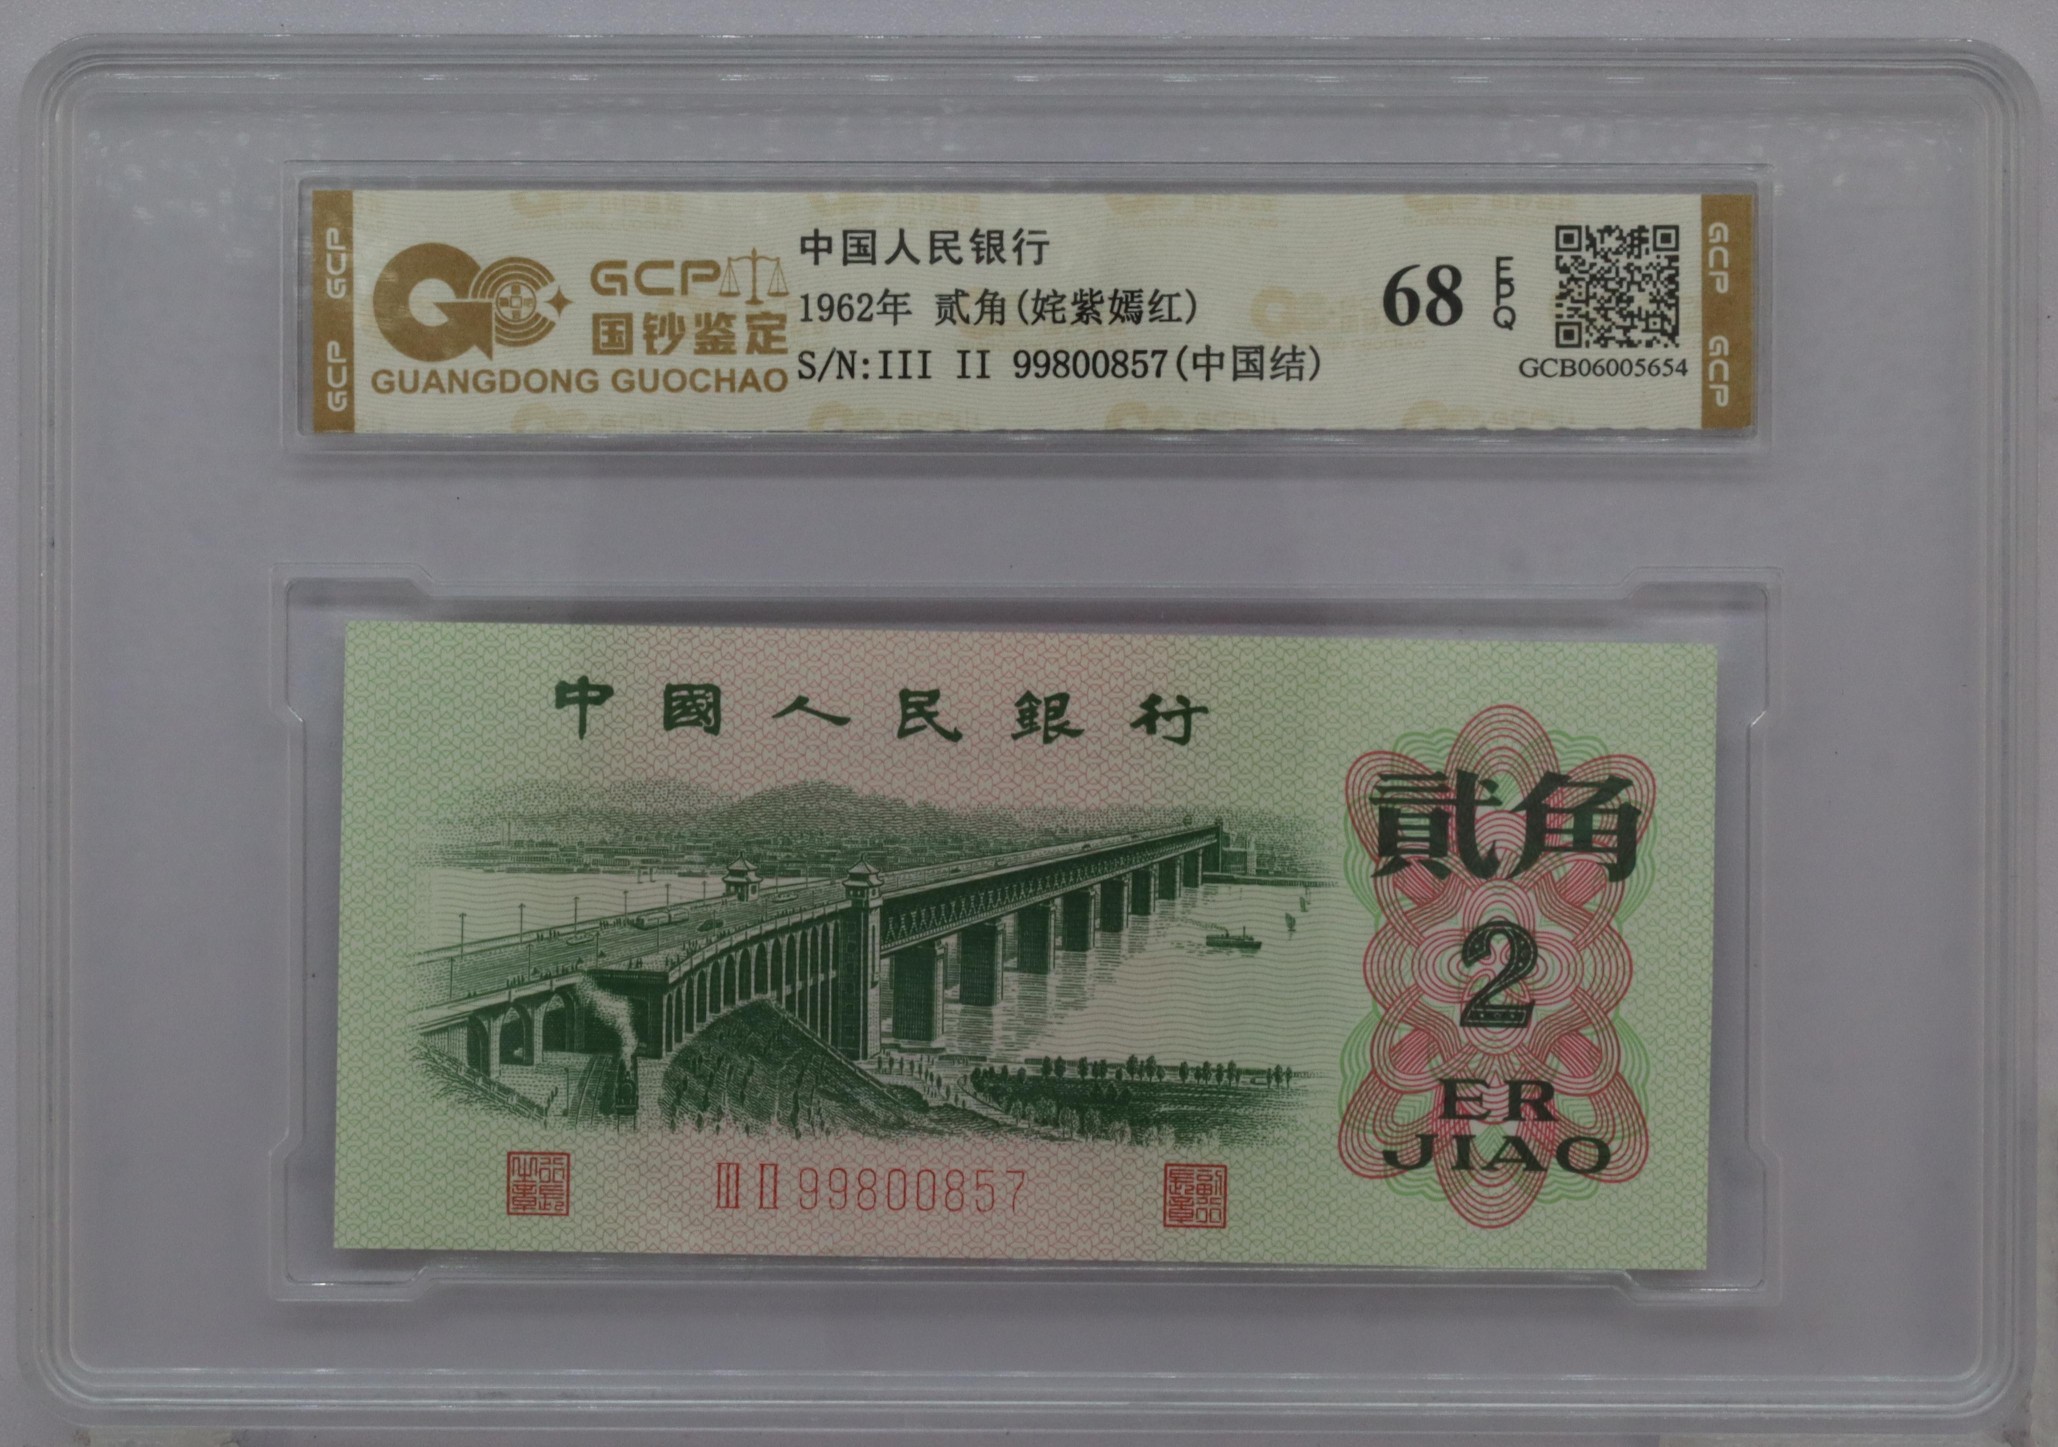 GCP
GCP
GCP
国钞鉴定
GUANGDONG GUOCHAO
中国人民银行
1962年 贰角(姹紫嫣红)
S/N:III II 99800857(中国结)
68
EPQ
GCB06005654
GCP
GCP
中國人民銀行
貳角
2
ER
JIAO
III II 99800857